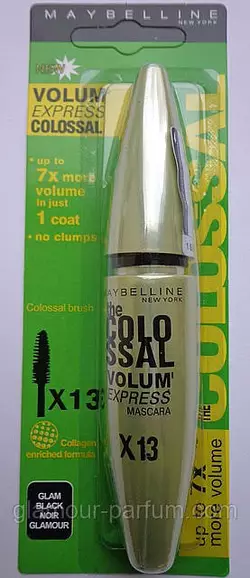 MAYBELLINE
NEW YORK
NEW
VOLUM
EXPRESS
COLOSSAL
• up to
7x more
volume
in just
1 coat
• no clumps
Colossal brush
X13
Collagen
enriched formula
GLAM
BLACK
NOIR
GLAMOUR
MAYBELLINE
NEW YORK
the
COLO
SSAL
VOLUM'
EXPRESS
MASCARA
X13
THE COLOSSAL
up to 7x
more volume
glamour-parfum.com